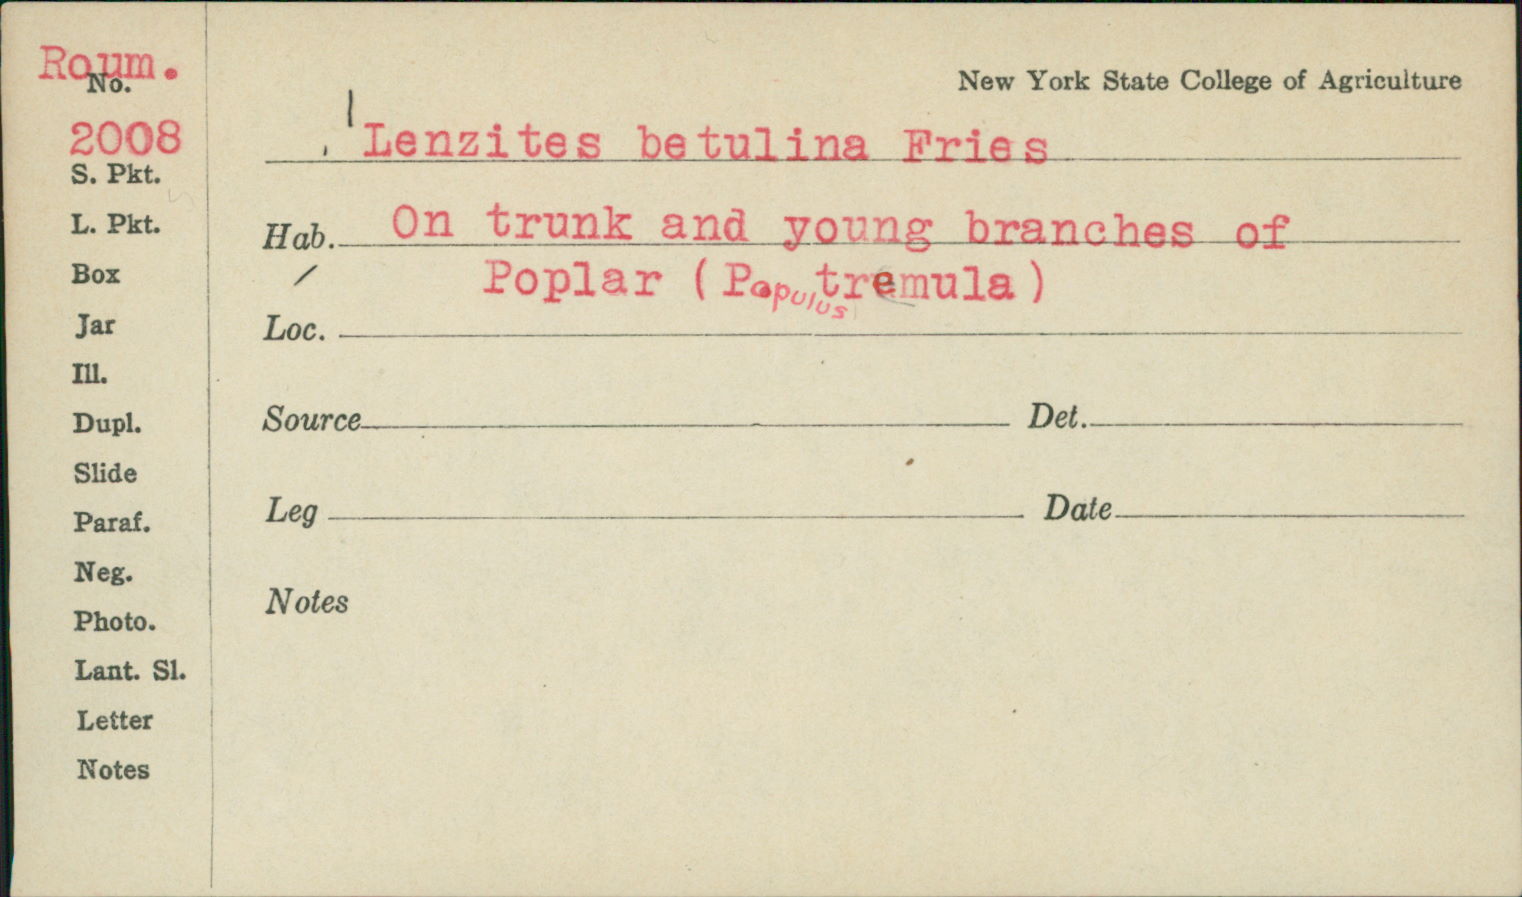 Roum.
No.
2008
S. Pkt.
L. Pkt.
Box
Jar
Ill.
Dupl.
Slide
Paraf.
Neg.
Photo.
Lant. Sl.
Letter
Notes
New York State College of Agriculture
Lenzites betulina Fries
Hab. On trunk and young branches of
Poplar (Populus tremula)
Loc.
Source Det.
Leg Date
Notes